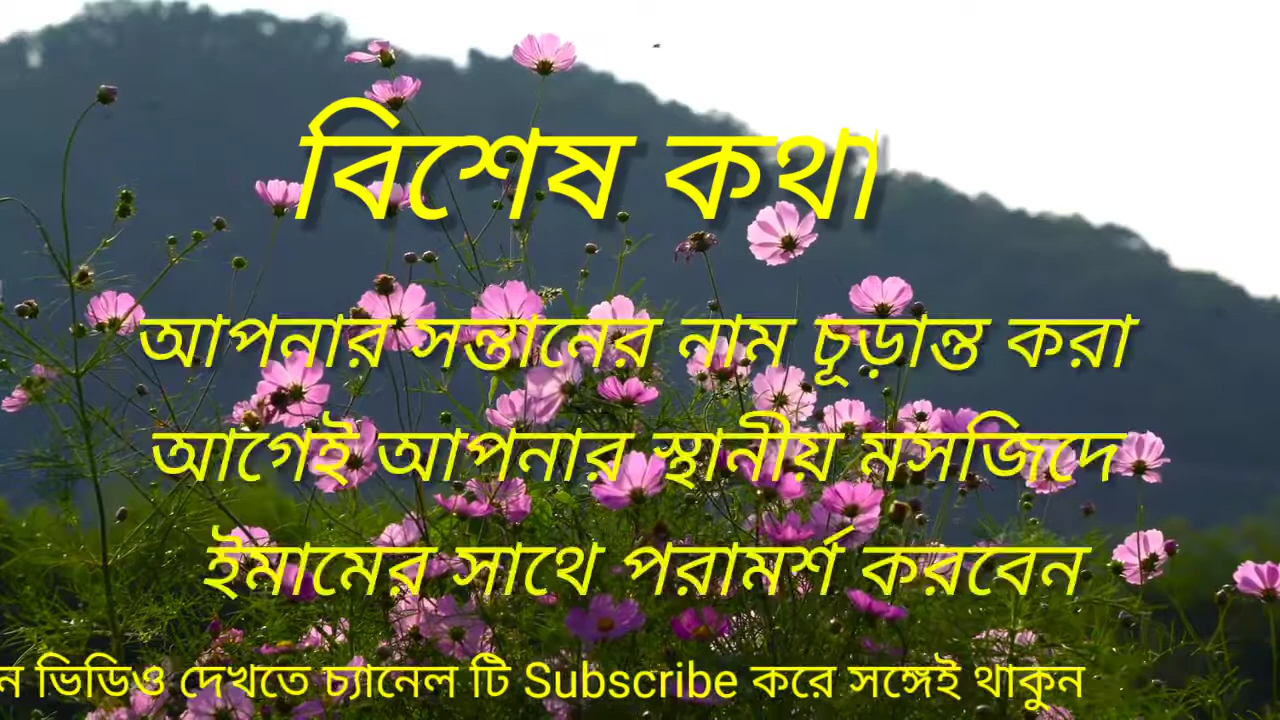 বিশেষ কথা
আপনার সন্তানের নাম চূড়ান্ত করা
আগেই আপনার স্থানীয় মসজিদে
ইমামের সাথে পরামর্শ করবেন
ন ভিডিও দেখতে চ্যানেল টি Subscribe করে সঙ্গেই থাকুন